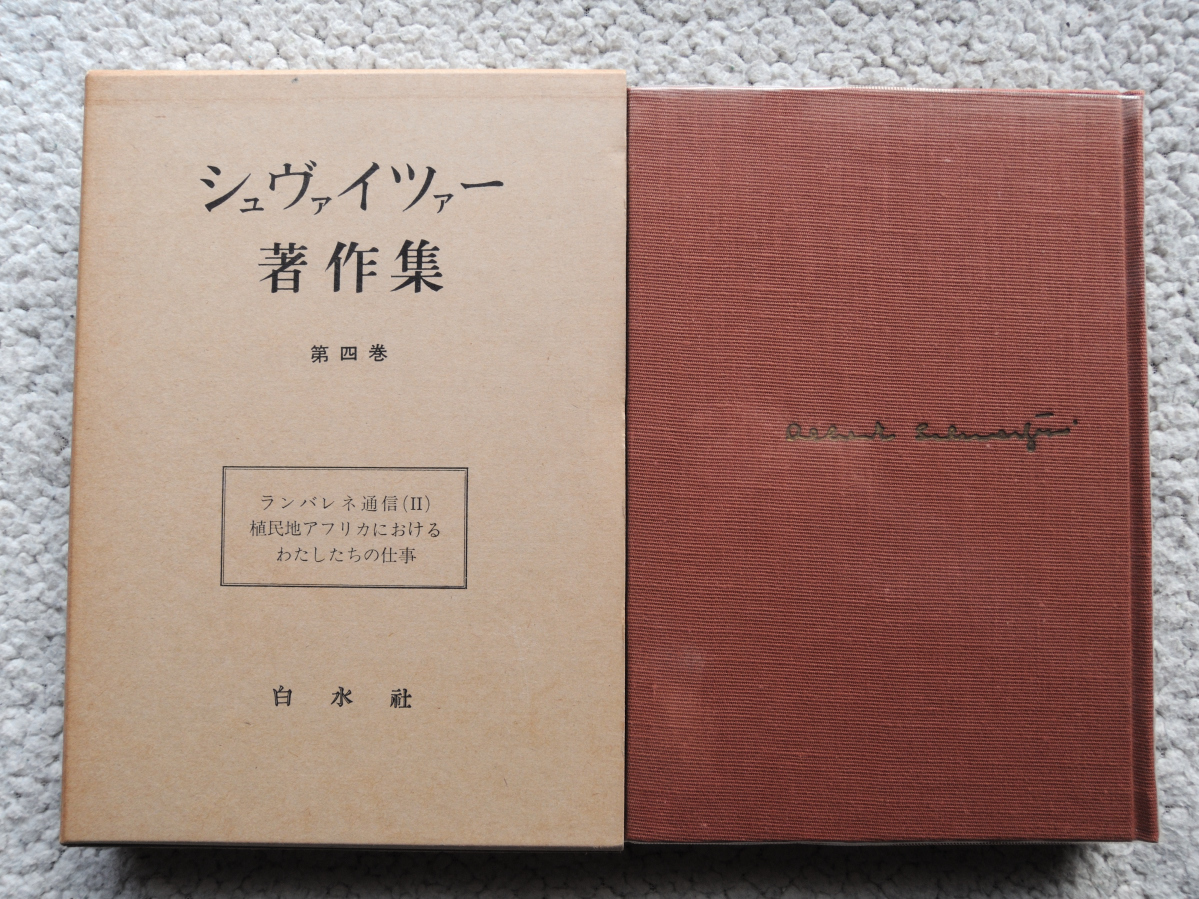 シュヴァイツァー
著作集
第四巻
ランバレネ通信(II)
植民地アフリカにおける
わたしたちの仕事
白水社
Albert Schweitzer